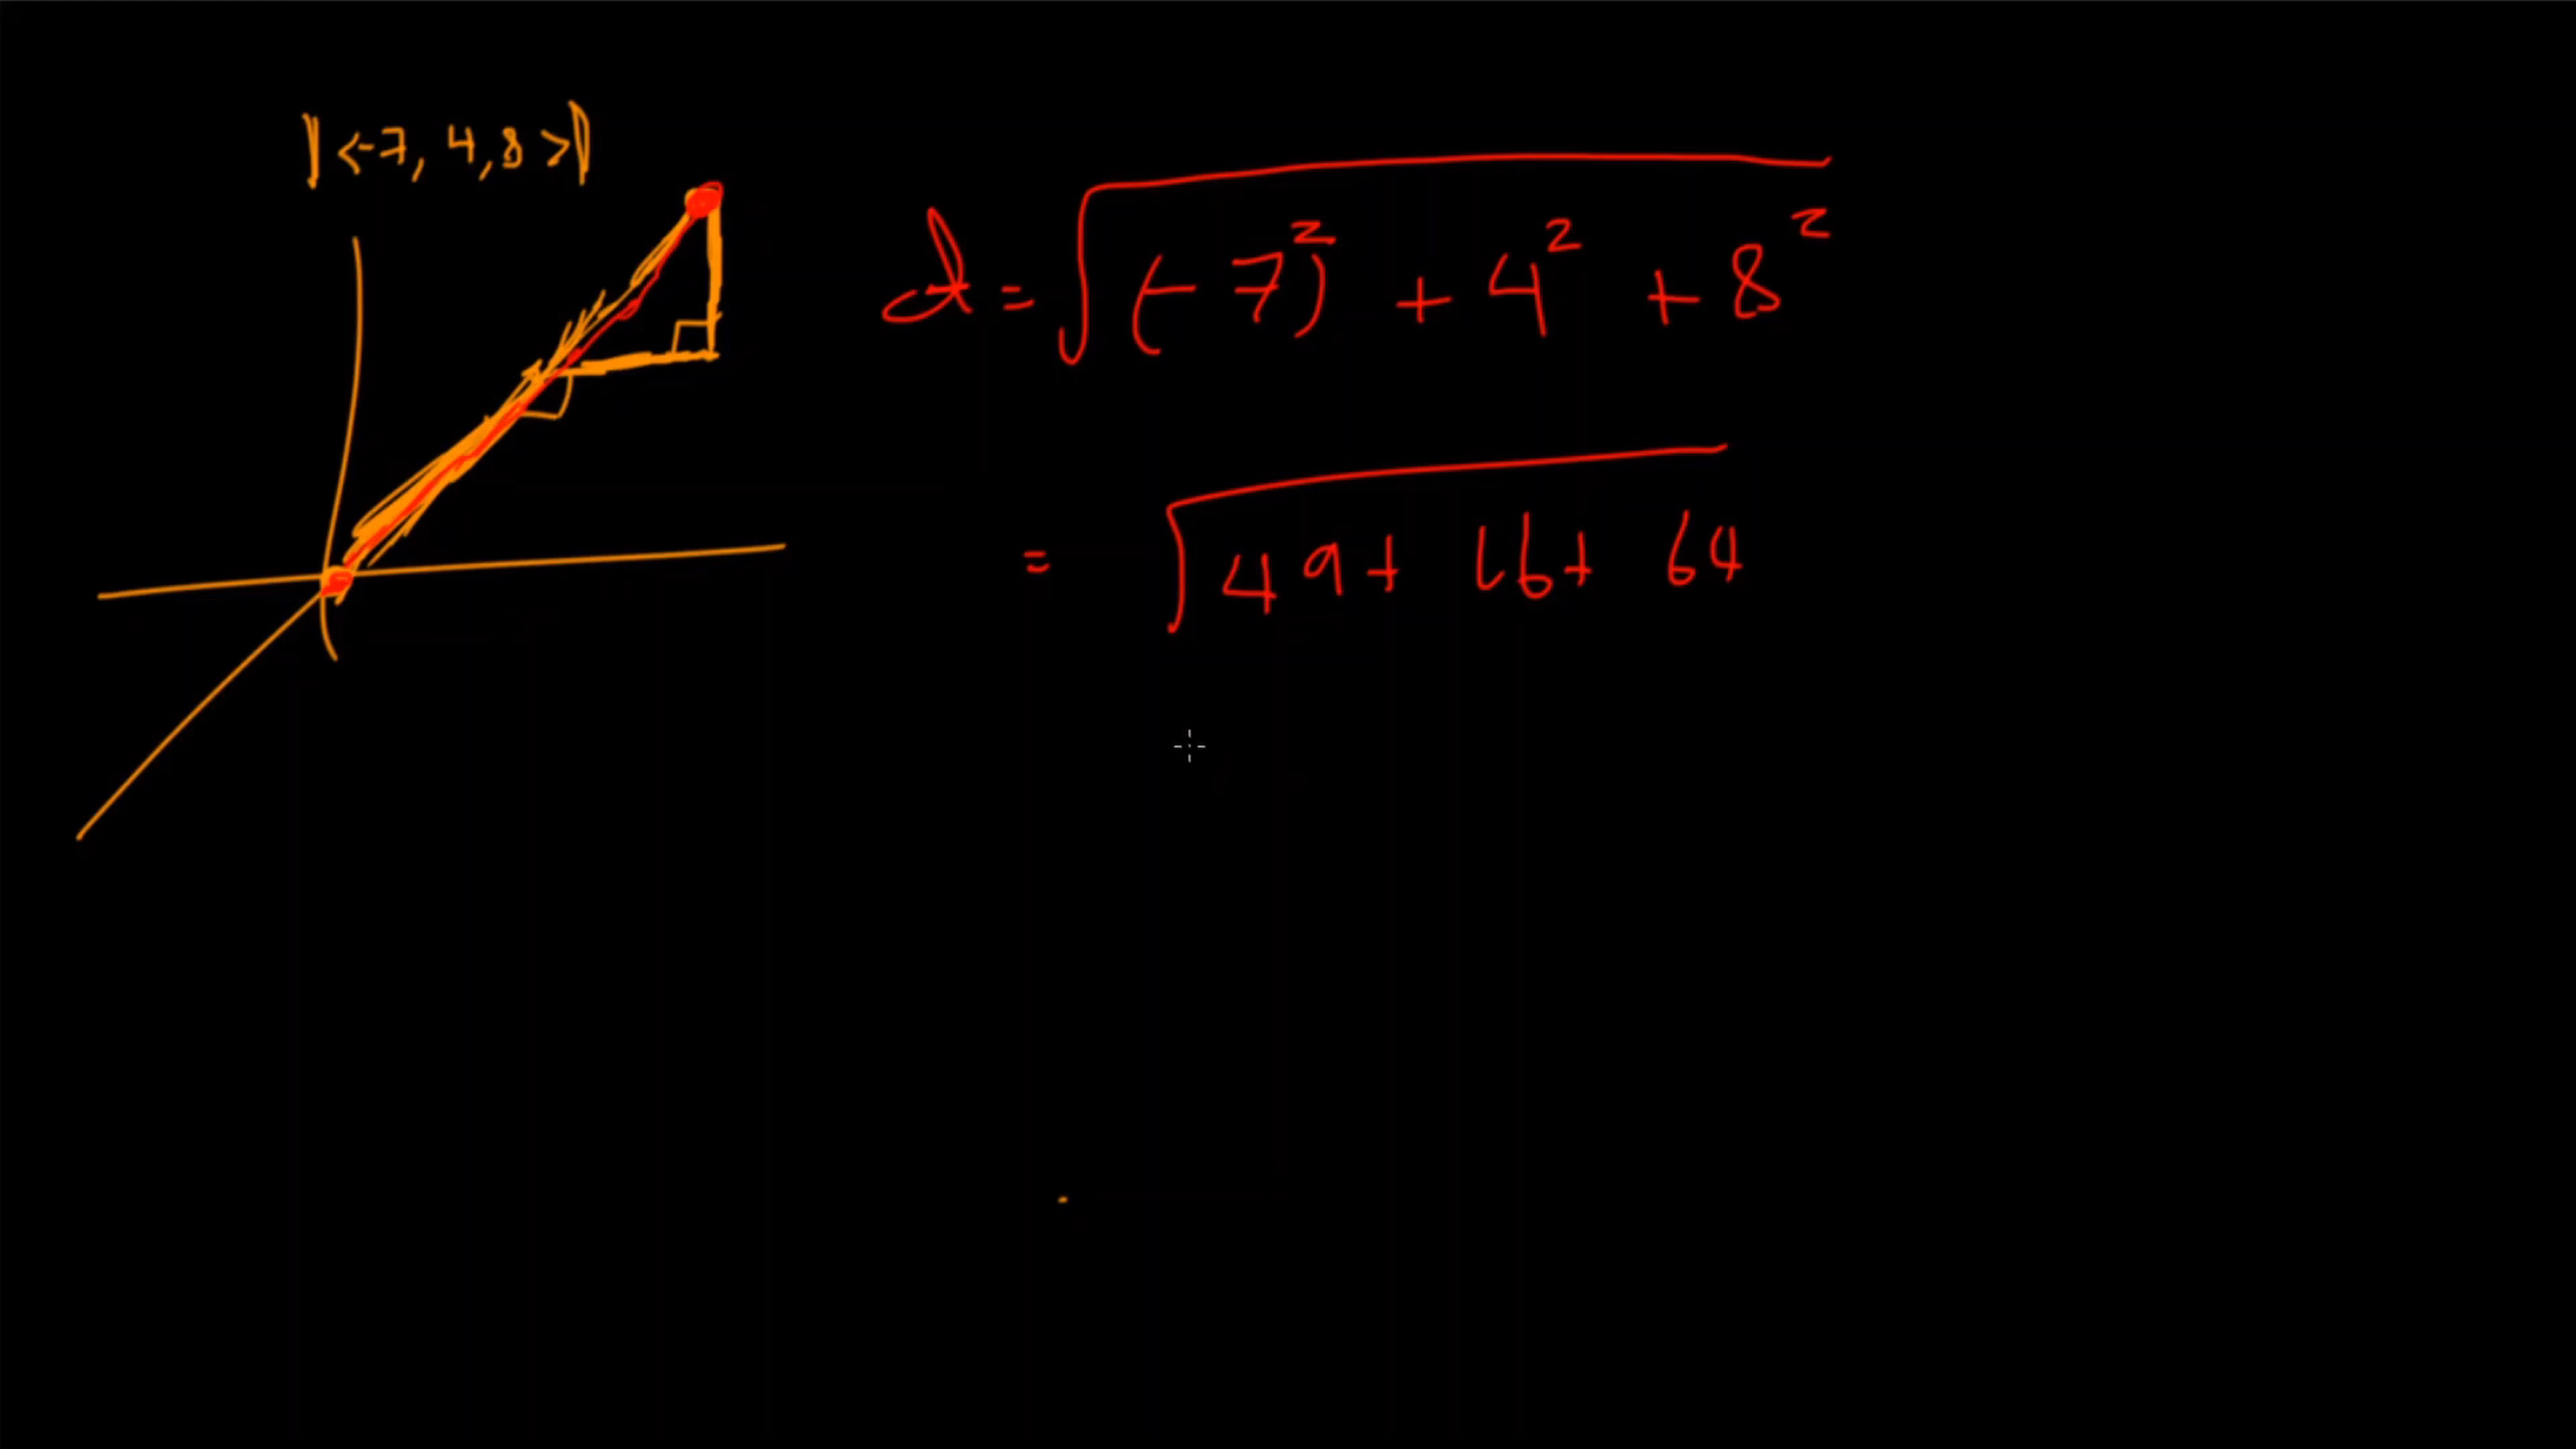 |<-7, 4, 8>|
d = √(-7)² + 4² + 8²
= √49 + 16 + 64